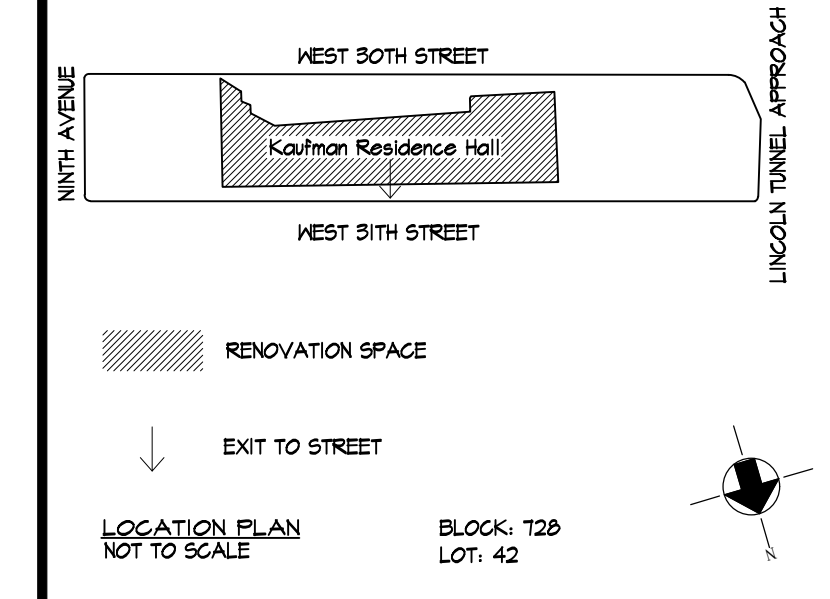 WEST 30TH STREET
NINTH AVENUE
LINCOLN TUNNEL APPROACH
Kaufman Residence Hall
WEST 31TH STREET
RENOVATION SPACE
EXIT TO STREET
LOCATION PLAN
NOT TO SCALE
BLOCK: 728
LOT: 42
N